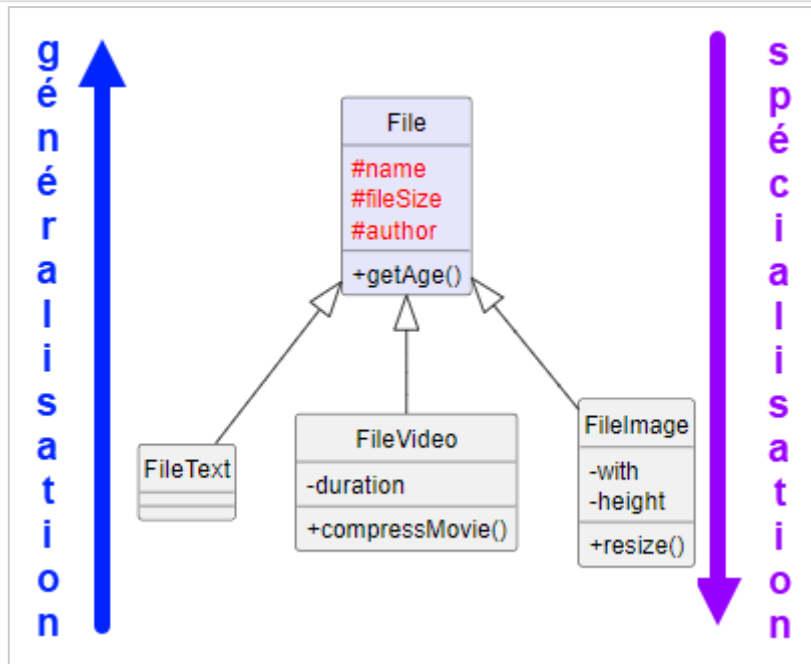 généralisation
File
#name
#fileSize
#author
+getAge()
FileText
FileVideo
-duration
+compressMovie()
FileImage
-with
-height
+resize()
spécialisation